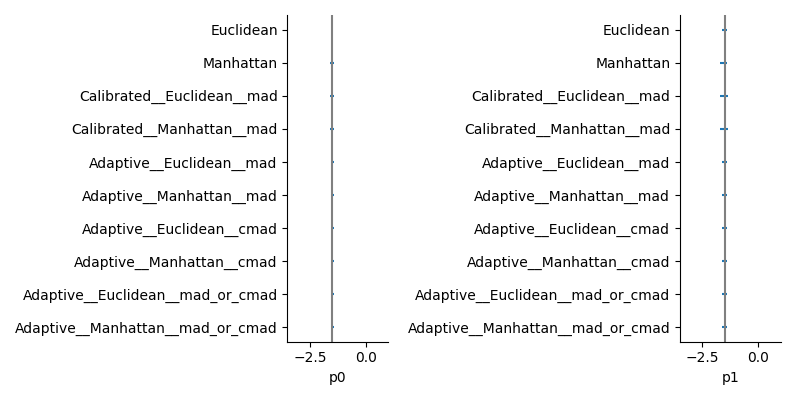 Euclidean
Manhattan
Calibrated__Euclidean__mad
Calibrated__Manhattan__mad
Adaptive__Euclidean__mad
Adaptive__Manhattan__mad
Adaptive__Euclidean__cmad
Adaptive__Manhattan__cmad
Adaptive__Euclidean__mad_or_cmad
Adaptive__Manhattan__mad_or_cmad
−2.5 0.0
p0
Euclidean
Manhattan
Calibrated__Euclidean__mad
Calibrated__Manhattan__mad
Adaptive__Euclidean__mad
Adaptive__Manhattan__mad
Adaptive__Euclidean__cmad
Adaptive__Manhattan__cmad
Adaptive__Euclidean__mad_or_cmad
Adaptive__Manhattan__mad_or_cmad
−2.5 0.0
p1